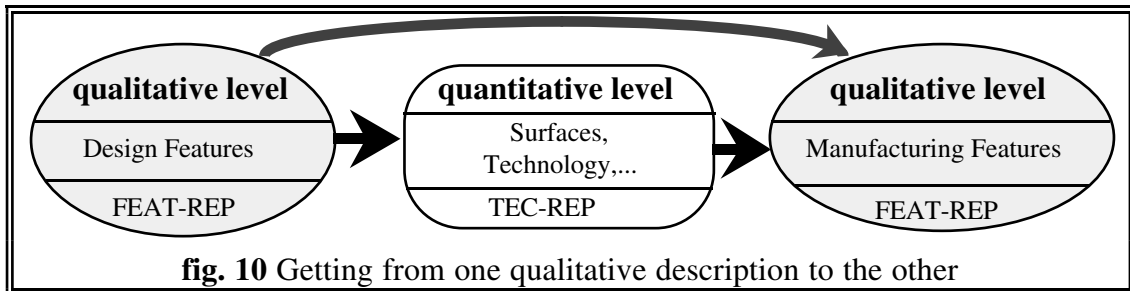 qualitative level
Design Features
FEAT-REP
quantitative level
Surfaces,
Technology,...
TEC-REP
qualitative level
Manufacturing Features
FEAT-REP
fig. 10 Getting from one qualitative description to the other